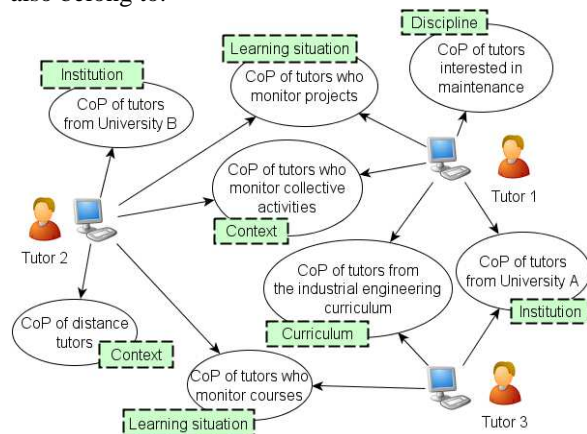 also belong to.
Learning situation
CoP of tutors who
monitor projects
Discipline
CoP of tutors
interested in
maintenance
Institution
CoP of tutors
from University B
Tutor 1
CoP of tutors who
monitor collective
activities
Context
Tutor 2
CoP of tutors from
the industrial engineering
curriculum
Curriculum
CoP of tutors
from University A
Institution
CoP of distance
tutors
Context
CoP of tutors who
monitor courses
Learning situation
Tutor 3